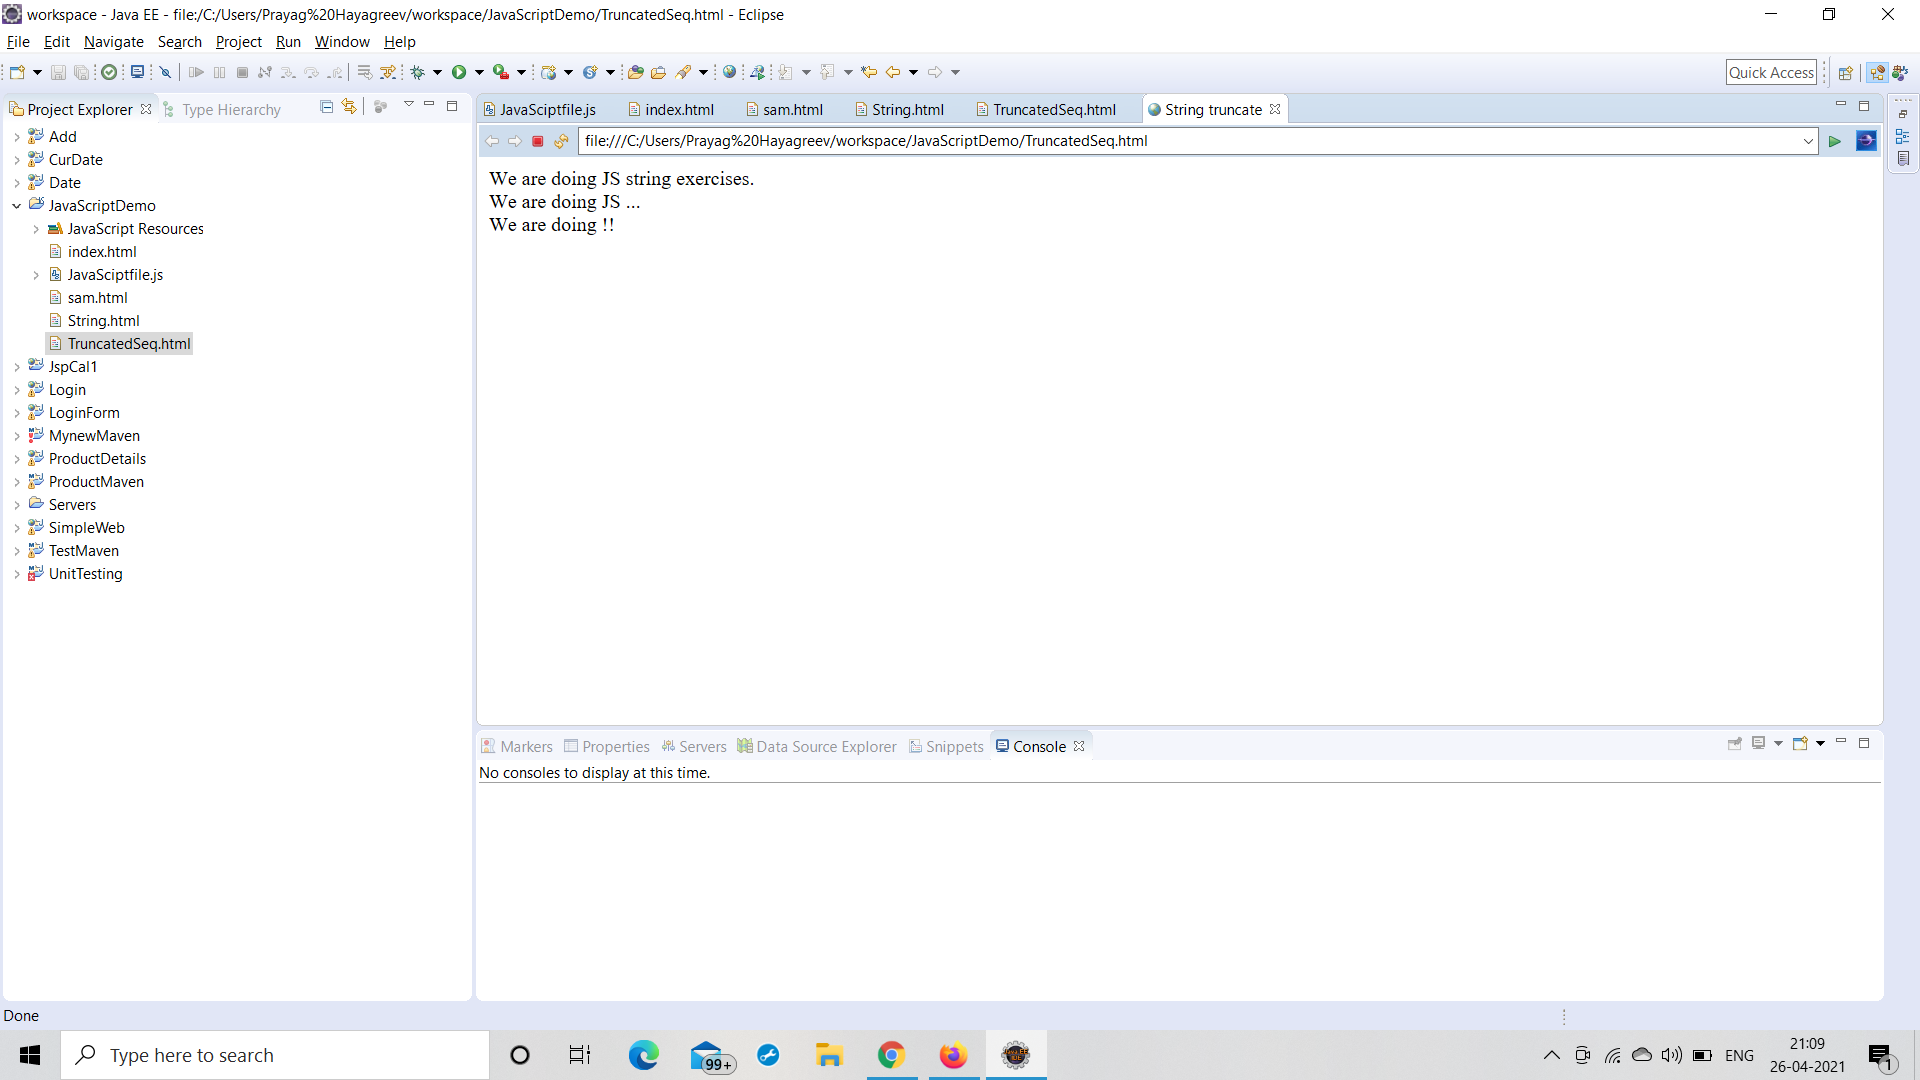 workspace - Java EE - file:/C:/Users/Prayag%20Hayagreev/workspace/JavaScriptDemo/TruncatedSeq.html - Eclipse
File Edit Navigate Search Project Run Window Help
Quick Access
Project Explorer Type Hierarchy
JavaSciptfile.js index.html sam.html String.html TruncatedSeq.html String truncate
file:///C:/Users/Prayag%20Hayagreev/workspace/JavaScriptDemo/TruncatedSeq.html
Add
CurDate
Date
JavaScriptDemo
JavaScript Resources
index.html
JavaSciptfile.js
sam.html
String.html
TruncatedSeq.html
JspCal1
Login
LoginForm
MynewMaven
ProductDetails
ProductMaven
Servers
SimpleWeb
TestMaven
UnitTesting
We are doing JS string exercises.
We are doing JS ...
We are doing !!
Markers Properties Servers Data Source Explorer Snippets Console
No consoles to display at this time.
Done
Type here to search
99+
ENG
21:09
26-04-2021
1